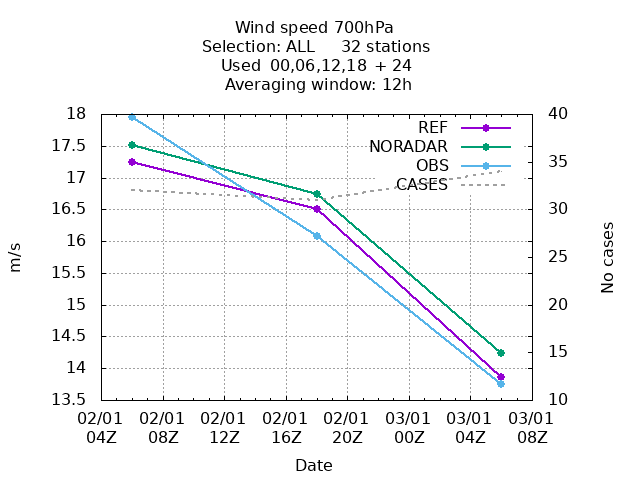 Wind speed 700hPa
Selection: ALL 32 stations
Used 00,06,12,18 + 24
Averaging window: 12h
18
17.5
17
16.5
16
15.5
15
14.5
14
13.5
m/s
REF
NORADAR
OBS
CASES
40
35
30
25
20
15
10
No cases
02/01 02/01 02/01 02/01 02/01 03/01 03/01 03/01
04Z 08Z 12Z 16Z 20Z 00Z 04Z 08Z
Date